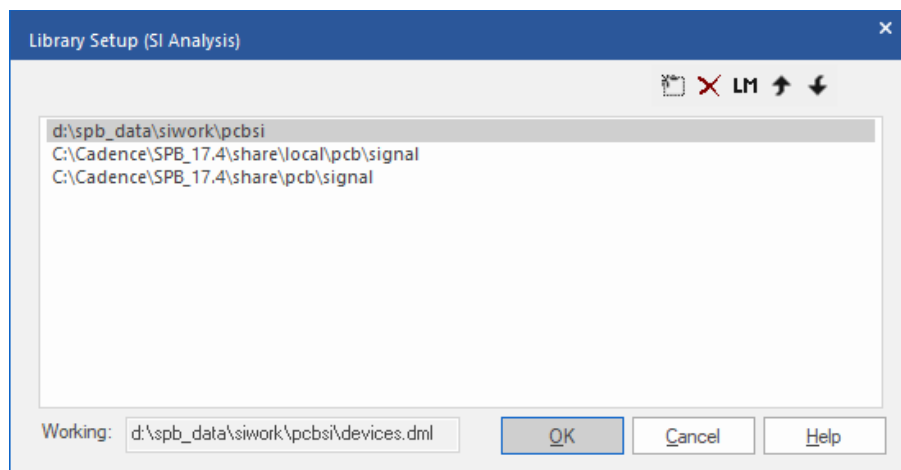 Library Setup (SI Analysis)
LM
d:\spb_data\siwork\pcbsi
C:\Cadence\SPB_17.4\share\local\pcb\signal
C:\Cadence\SPB_17.4\share\pcb\signal
Working: d:\spb_data\siwork\pcbsi\devices.dml OK Cancel Help